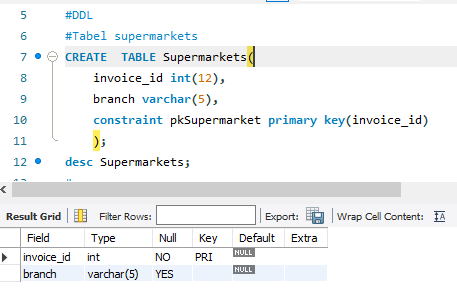 5 #DDL
6 #Tabel supermarkets
7 CREATE TABLE Supermarkets(
8 invoice_id int(12),
9 branch varchar(5),
10 constraint pkSupermarket primary key(invoice_id)
11 );
12 desc Supermarkets;
Result Grid Filter Rows: Export: Wrap Cell Content: IA
Field Type Null Key Default Extra
invoice_id int NO PRI NULL
branch varchar(5) YES NULL